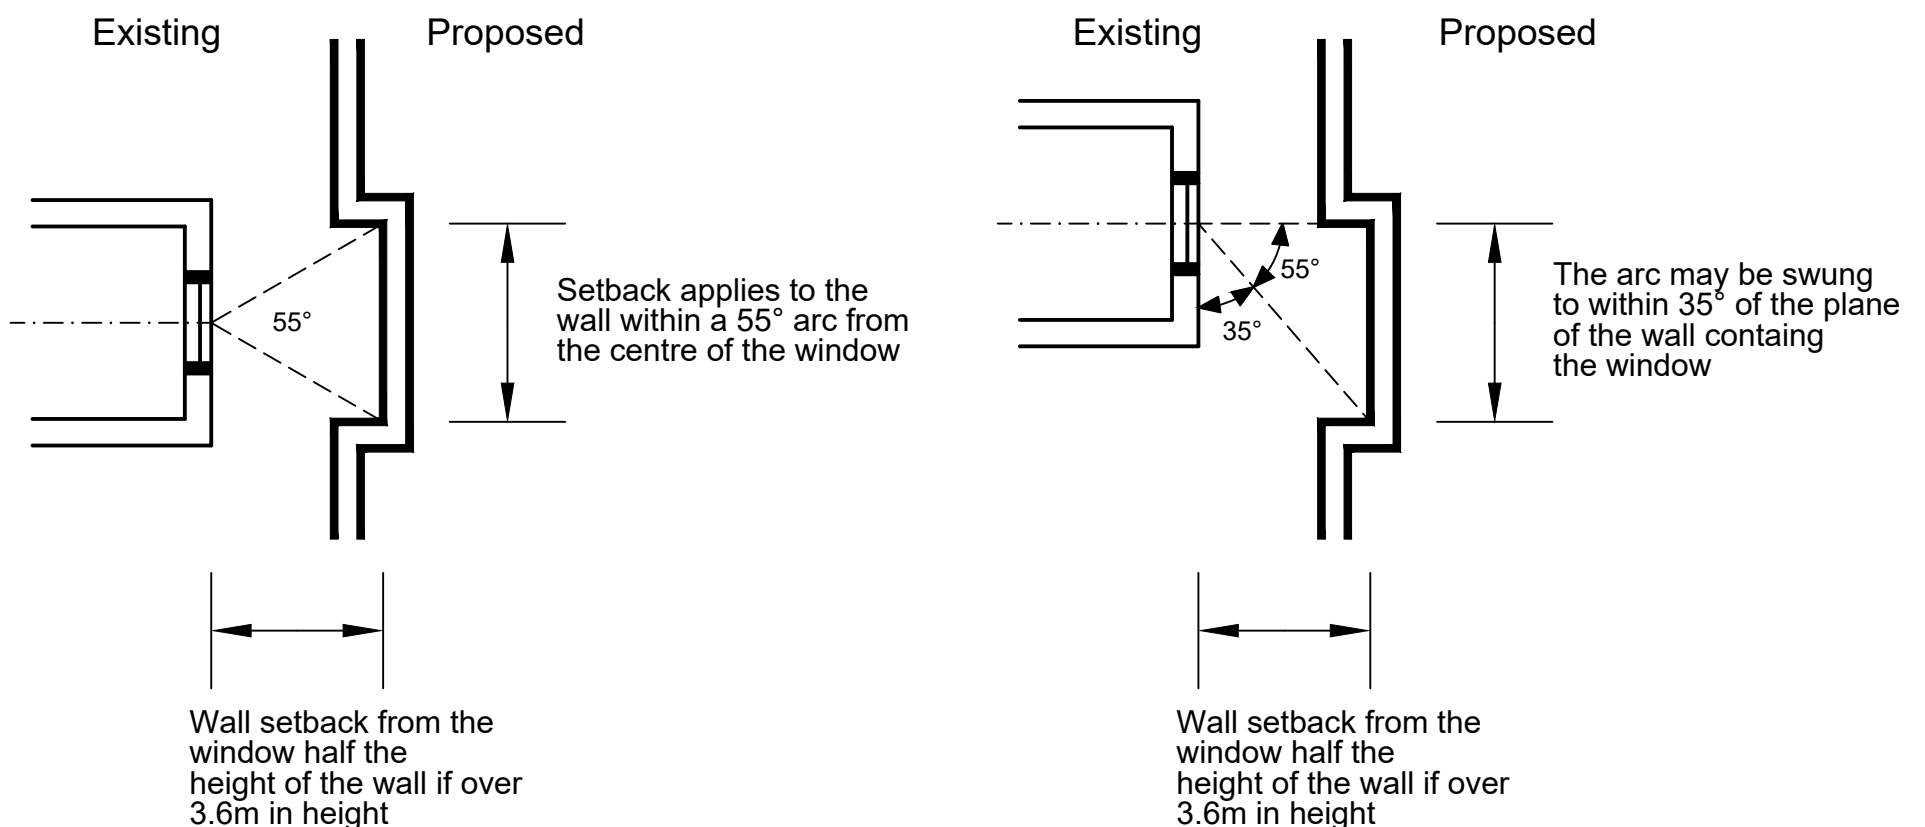 Existing
Proposed
55°
Setback applies to the
wall within a 55° arc from
the centre of the window
Wall setback from the
window half the
height of the wall if over
3.6m in height
Existing
Proposed
55°
35°
The arc may be swung
to within 35° of the plane
of the wall containg
the window
Wall setback from the
window half the
height of the wall if over
3.6m in height